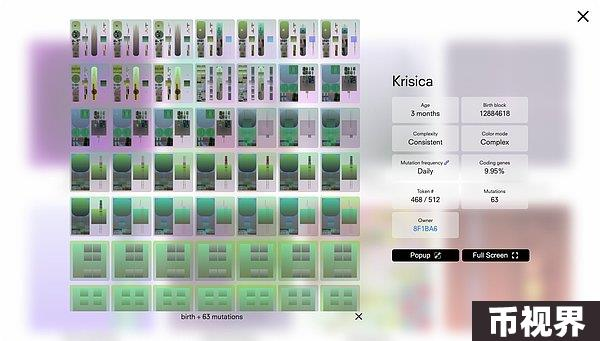 Krisica
Age
3 months
Birth block
12884618
Complexity
Consistent
Color mode
Complex
Mutation frequency
Daily
Coding genes
9.95%
Token #
468 / 512
Mutations
63
Owner
8F1BA6
Popup
Full Screen
birth + 63 mutations
币视界